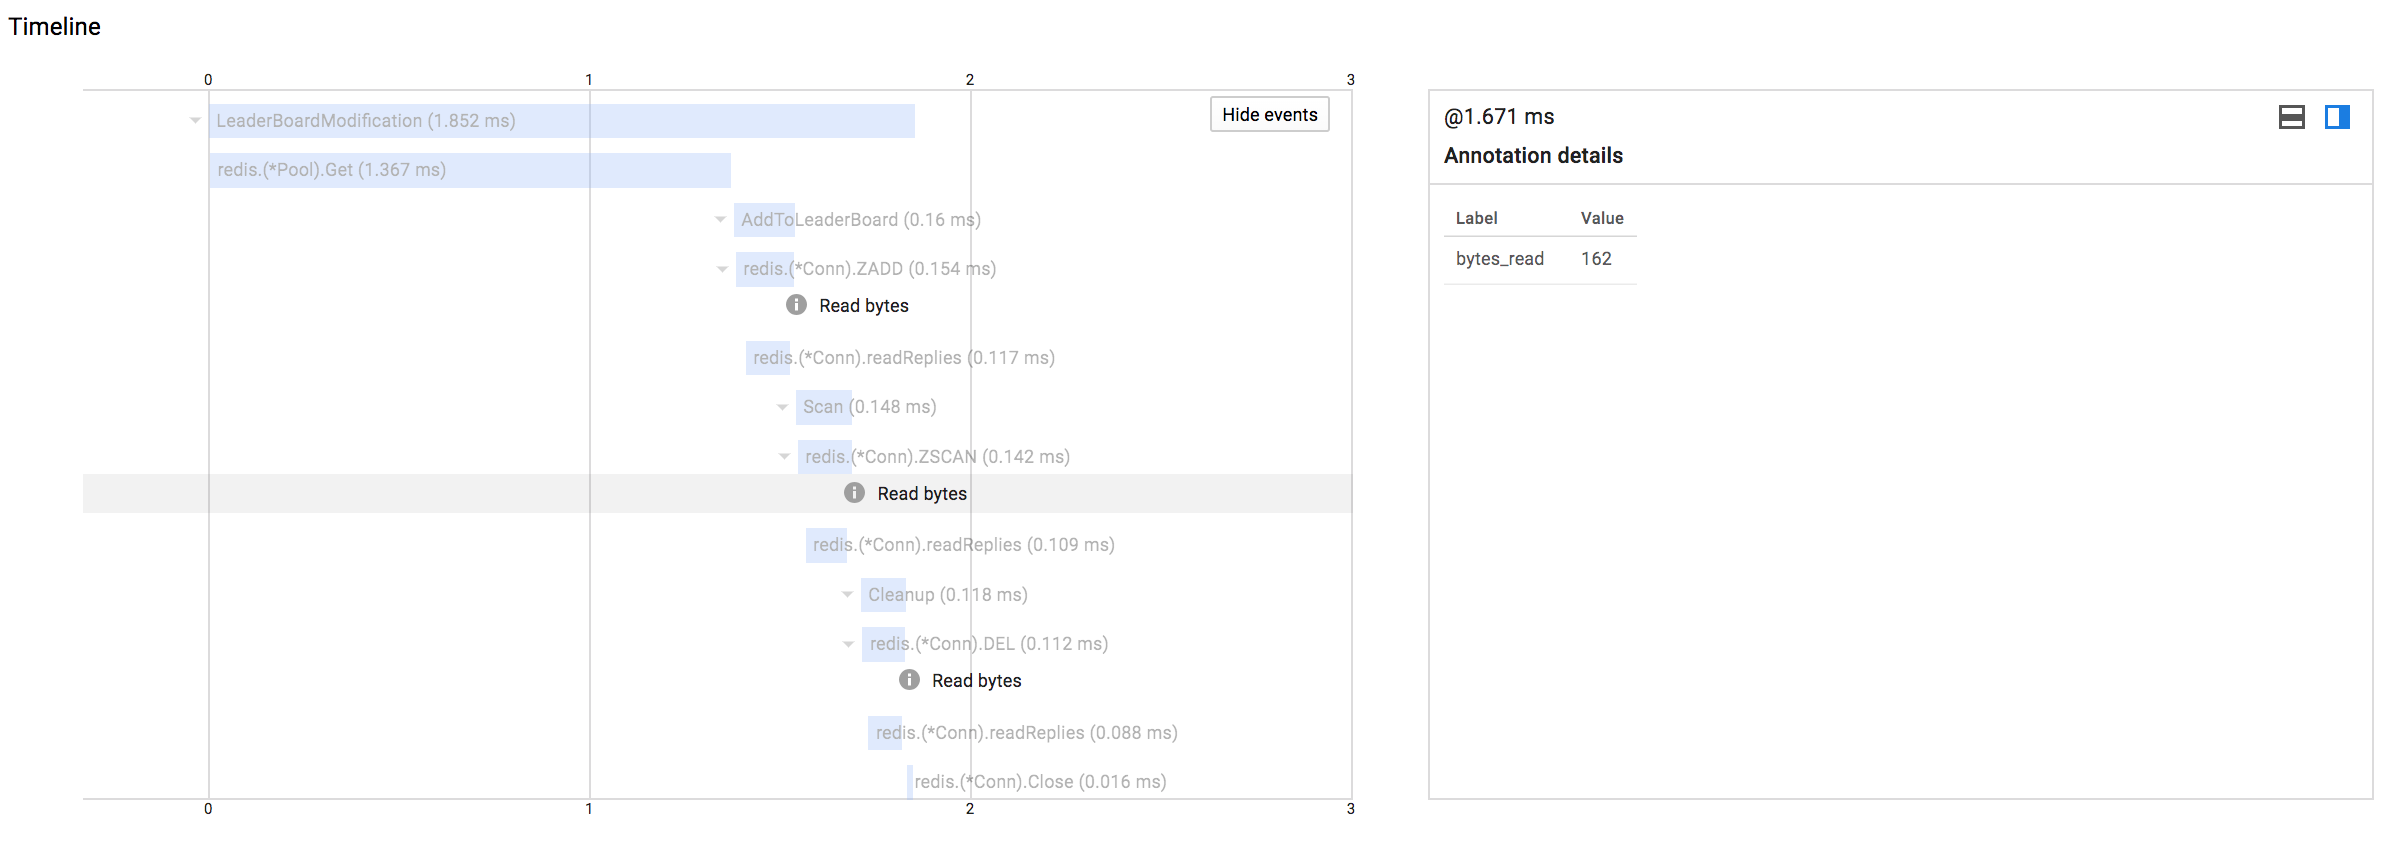 Timeline
0 1 2 3
LeaderBoardModification (1.852 ms)
Hide events
redis.(*Pool).Get (1.367 ms)
AddToLeaderBoard (0.16 ms)
redis.(*Conn).ZADD (0.154 ms)
Read bytes
redis.(*Conn).readReplies (0.117 ms)
Scan (0.148 ms)
redis.(*Conn).ZSCAN (0.142 ms)
Read bytes
redis.(*Conn).readReplies (0.109 ms)
Cleanup (0.118 ms)
redis.(*Conn).DEL (0.112 ms)
Read bytes
redis.(*Conn).readReplies (0.088 ms)
redis.(*Conn).Close (0.016 ms)
0 1 2 3
@1.671 ms
Annotation details
Label Value
bytes_read 162